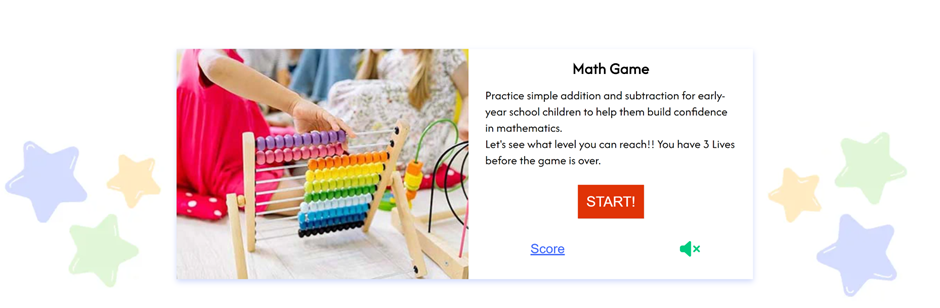 Math Game
Practice simple addition and subtraction for early-
year school children to help them build confidence
in mathematics.
Let's see what level you can reach!! You have 3 Lives
before the game is over.
START!
Score